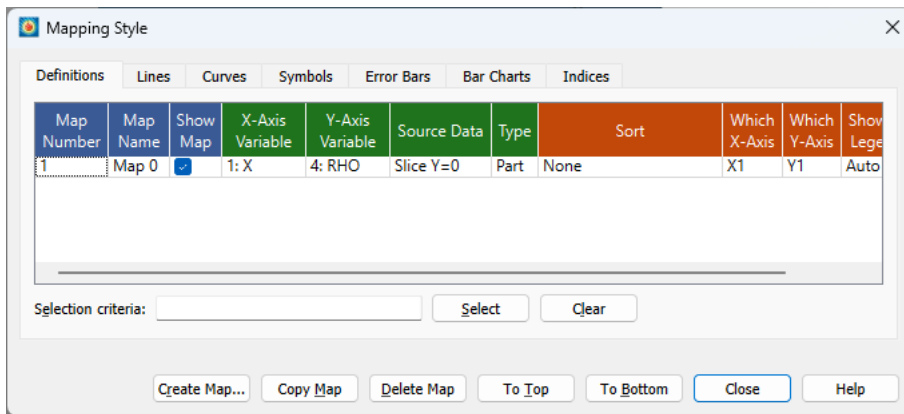 Mapping Style
Definitions Lines Curves Symbols Error Bars Bar Charts Indices
Map Number Map Name Show Map X-Axis Variable Y-Axis Variable Source Data Type Sort Which X-Axis Which Y-Axis Show Lege
1 Map 0 1: X 4: RHO Slice Y=0 Part None X1 Y1 Auto
Selection criteria: Select Clear
Create Map... Copy Map Delete Map To Top To Bottom Close Help